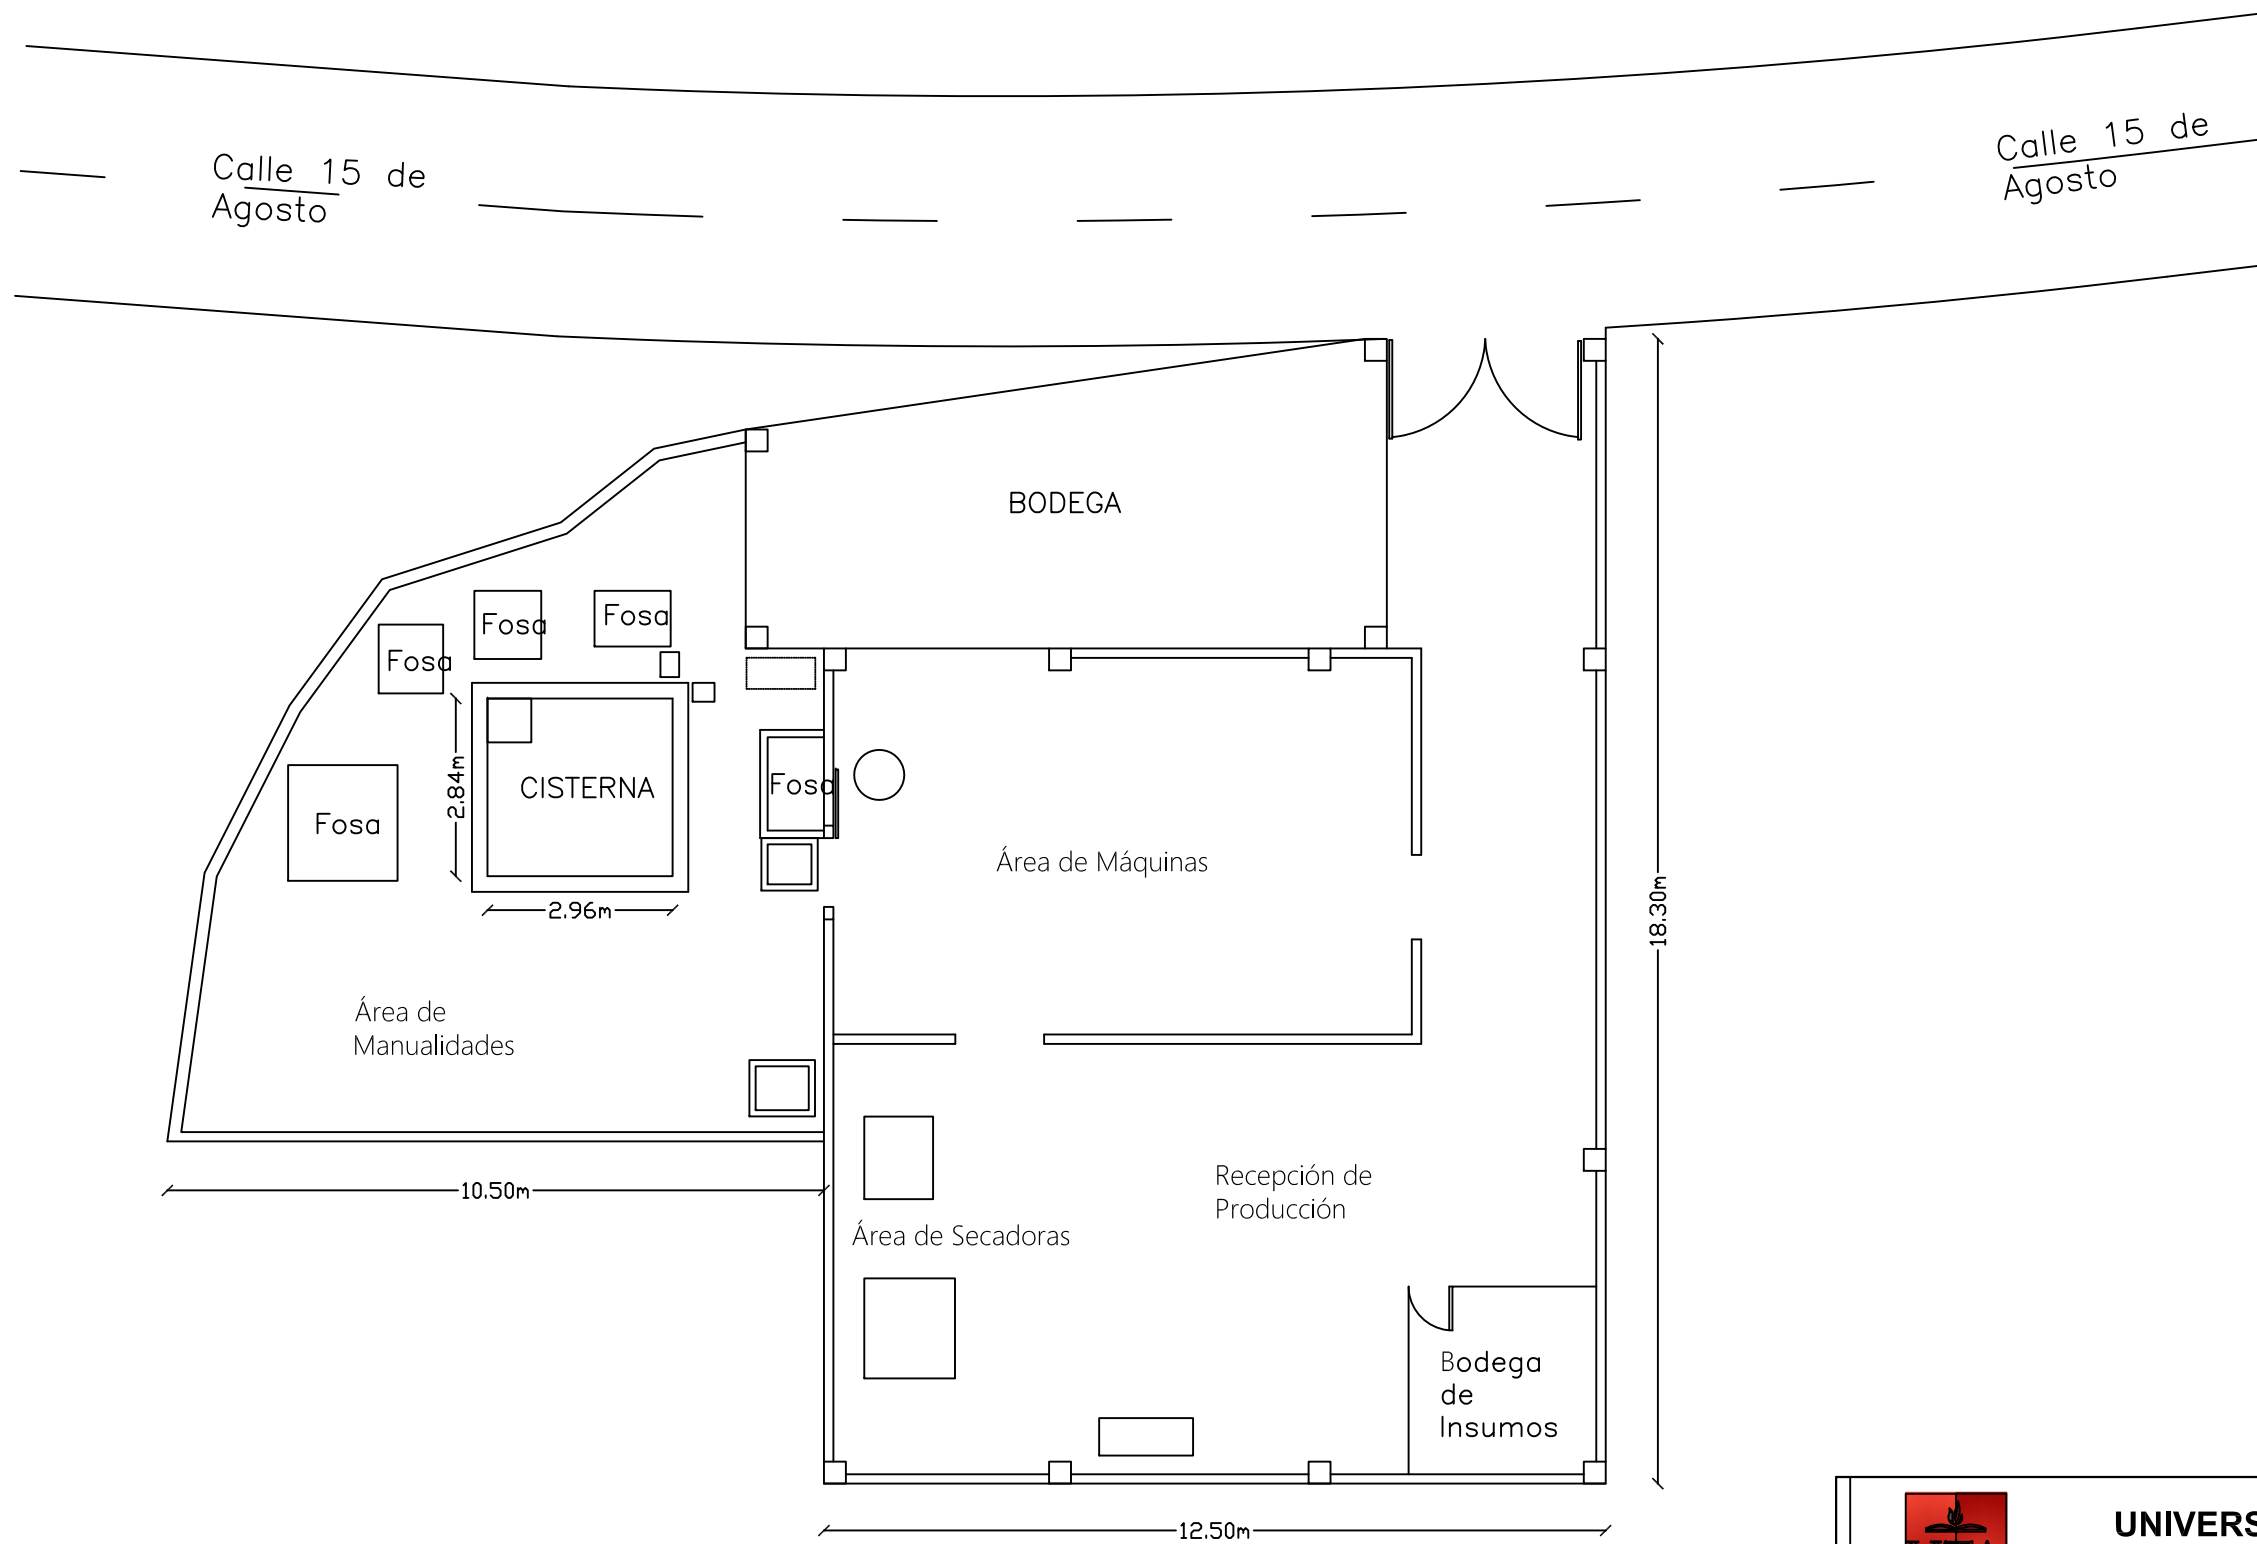 Calle 15 de
Agosto
Calle 15 de
Agosto
BODEGA
Fosa
Fosa
Fosa
Fosa
CISTERNA
2.84m
2.96m
Fosa
Área de Máquinas
18.30m
Área de
Manualidades
10.50m
Recepción de
Producción
Área de Secadoras
Bodega
de
Insumos
12.50m
UNIVERS